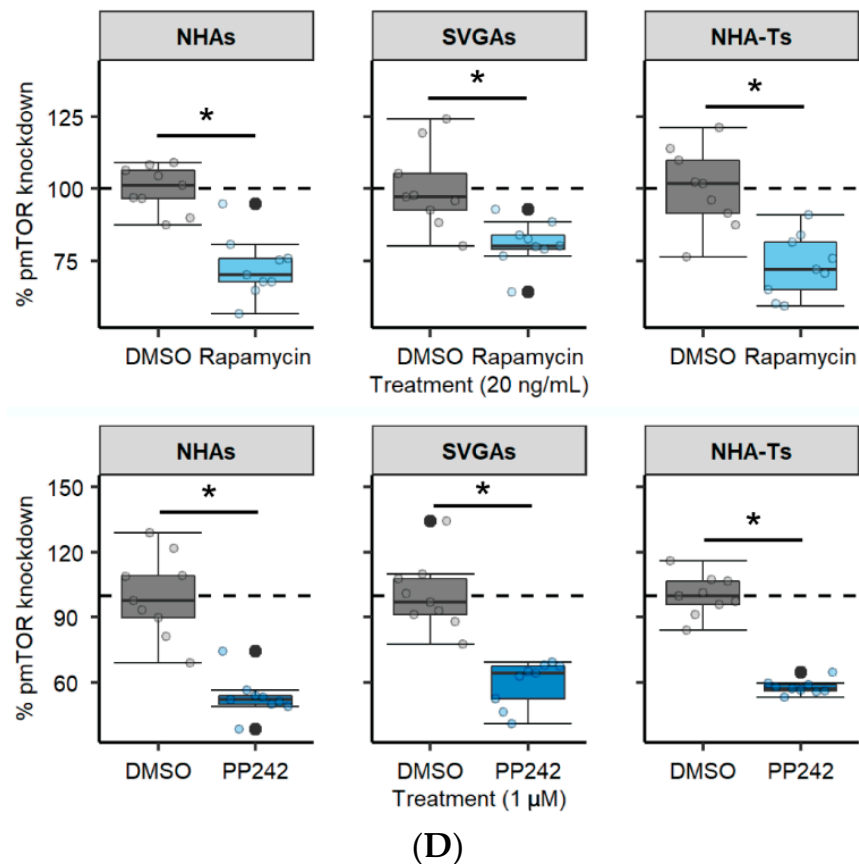 NHAs SVGAs NHA-Ts
* * *
% pmTOR knockdown
125
100
75
DMSO Rapamycin DMSO Rapamycin DMSO Rapamycin
Treatment (20 ng/mL)
NHAs SVGAs NHA-Ts
* * *
% pmTOR knockdown
150
120
90
60
DMSO PP242 DMSO PP242 DMSO PP242
Treatment (1 µM)
(D)